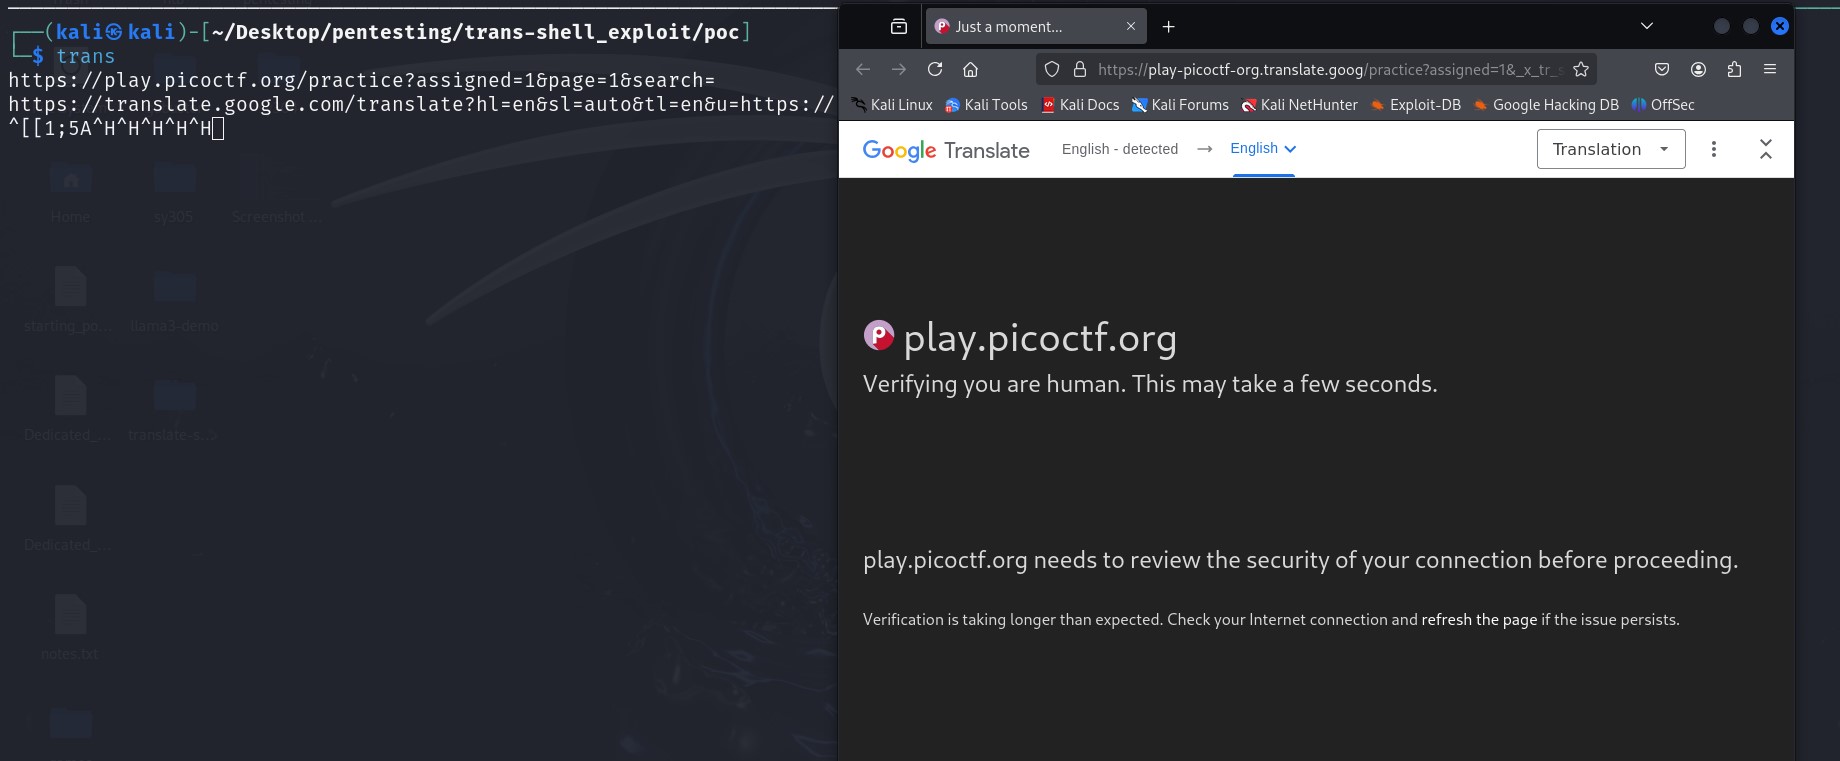 ┌──(kali㉿kali)-[~/Desktop/pentesting/trans-shell_exploit/poc]
└─$ trans
https://play.picoctf.org/practice?assigned=1&page=1&search=
https://translate.google.com/translate?hl=en&sl=auto&tl=en&u=https://
^[[1;5A^H^H^H^H^H
Home
sy305
Screenshot...
starting_po...
llama3-demo
Dedicated_...
translate-s...
Dedicated_...
notes.txt
trans
Just a moment...
https://play-picoctf-org.translate.goog/practice?assigned=1&_x_tr_s
Kali Linux
Kali Tools
Kali Docs
Kali Forums
Kali NetHunter
Exploit-DB
Google Hacking DB
OffSec
Google Translate
English - detected → English
Translation
play.picoctf.org
Verifying you are human. This may take a few seconds.
play.picoctf.org needs to review the security of your connection before proceeding.
Verification is taking longer than expected. Check your Internet connection and refresh the page if the issue persists.